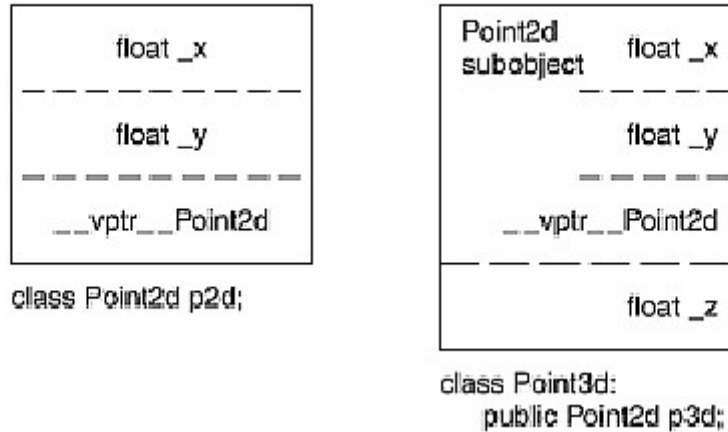 float _x
float _y
__vptr__Point2d
class Point2d p2d;
Point2d
subobject
float _x
float _y
__vptr__Point2d
float _z
class Point3d:
public Point2d p3d;